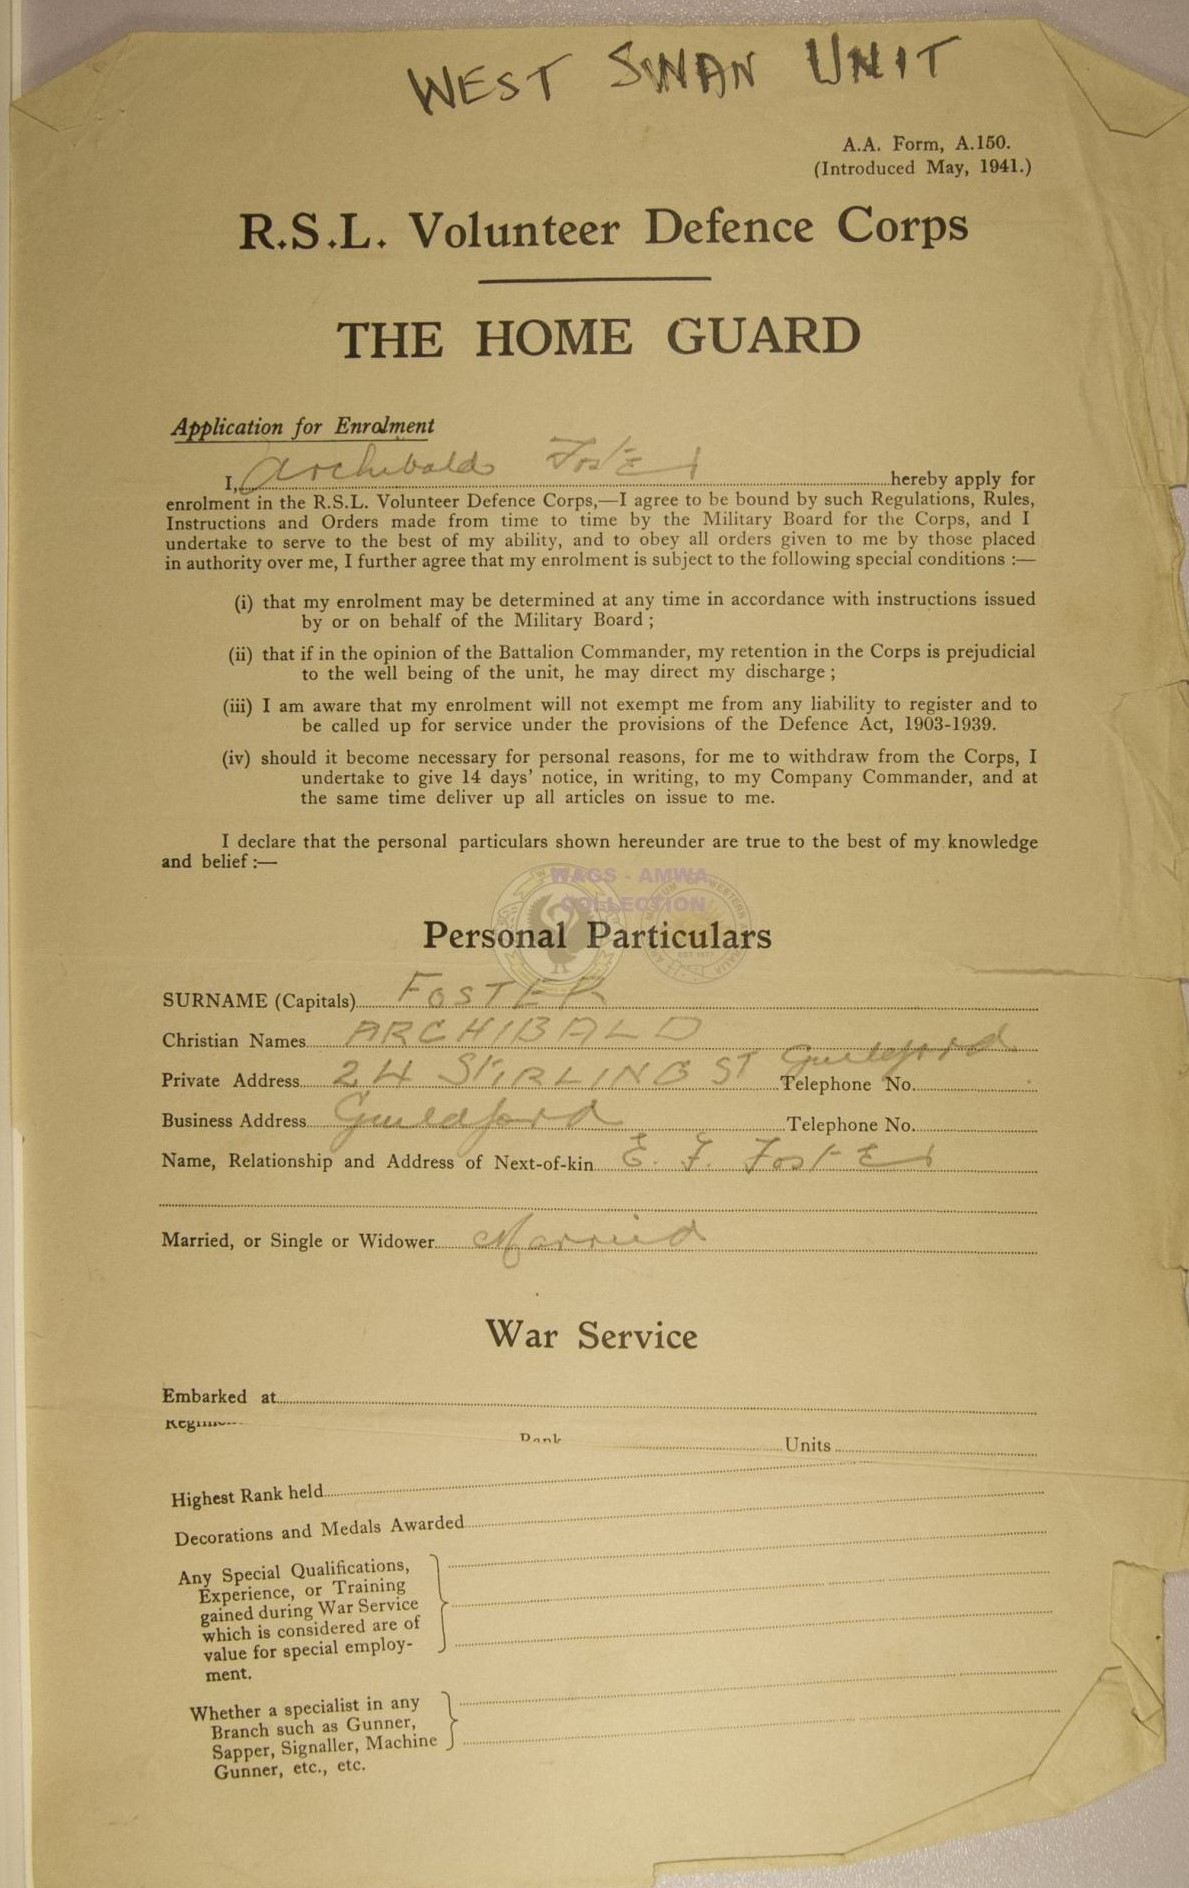 WEST SWAN UNIT
A.A. Form, A.150.
(Introduced May, 1941.)
R.S.L. Volunteer Defence Corps
THE HOME GUARD
Application for Enrolment
I, Archibald Foster hereby apply for
enrolment in the R.S.L. Volunteer Defence Corps,—I agree to be bound by such Regulations, Rules,
Instructions and Orders made from time to time by the Military Board for the Corps, and I
undertake to serve to the best of my ability, and to obey all orders given to me by those placed
in authority over me, I further agree that my enrolment is subject to the following special conditions :—
(i) that my enrolment may be determined at any time in accordance with instructions issued
by or on behalf of the Military Board ;
(ii) that if in the opinion of the Battalion Commander, my retention in the Corps is prejudicial
to the well being of the unit, he may direct my discharge ;
(iii) I am aware that my enrolment will not exempt me from any liability to register and to
be called up for service under the provisions of the Defence Act, 1903-1939.
(iv) should it become necessary for personal reasons, for me to withdraw from the Corps, I
undertake to give 14 days' notice, in writing, to my Company Commander, and at
the same time deliver up all articles on issue to me.
I declare that the personal particulars shown hereunder are true to the best of my knowledge
and belief :—
WAGS - AMWA
COLLECTION
Personal Particulars
SURNAME (Capitals) FOSTER
Christian Names ARCHIBALD
Private Address 24 STIRLING ST Guildford Telephone No.
Business Address Guildford Telephone No.
Name, Relationship and Address of Next-of-kin E. F. Foster
Married, or Single or Widower Married
War Service
Embarked at
Rank Units
Highest Rank held
Decorations and Medals Awarded
Any Special Qualifications,
Experience, or Training
gained during War Service
which is considered are of
value for special employ-
ment.
Whether a specialist in any
Branch such as Gunner,
Sapper, Signaller, Machine
Gunner, etc., etc.